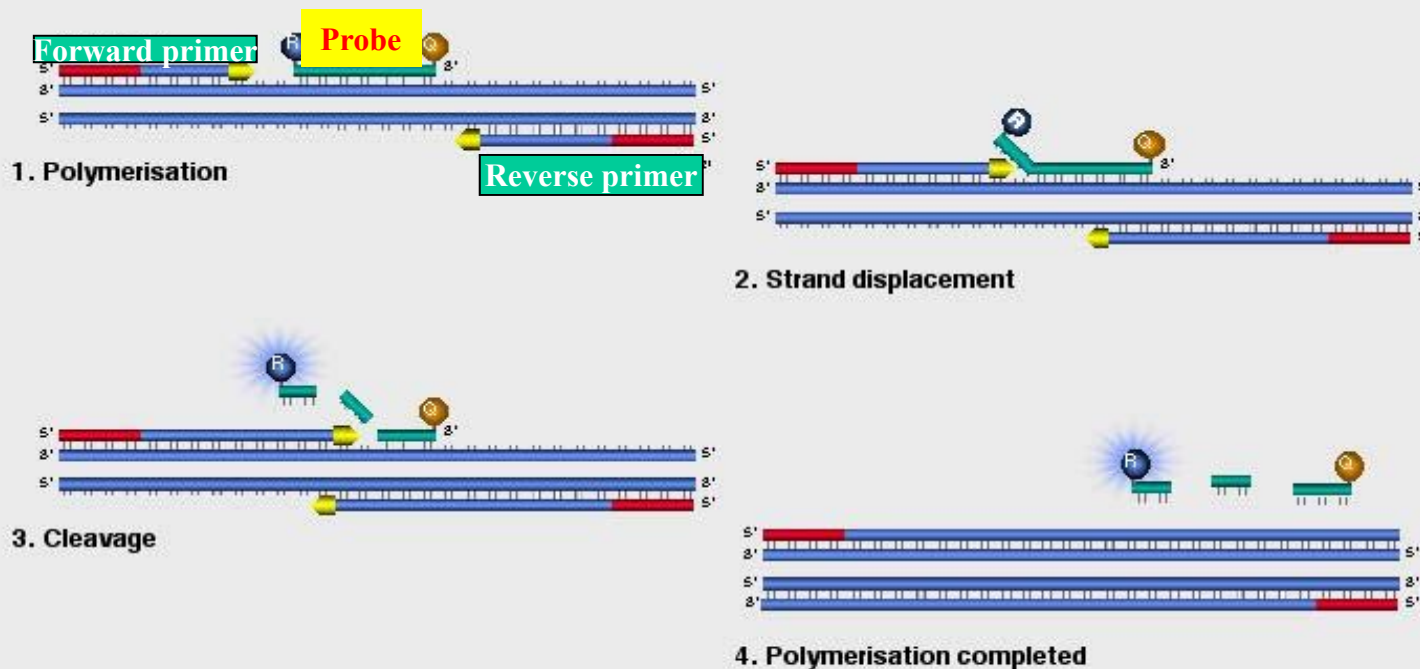 R Probe Q
Forward primer
5' 3'
3' 5'
5' 3'
5'
1. Polymerisation
Reverse primer
R
Q
5' 3'
3'
5'
2. Strand displacement
R
Q
5' 3'
3' 5'
5' 3'
5'
3. Cleavage
R Q
5'
3' 5'
5' 3'
3' 5'
4. Polymerisation completed